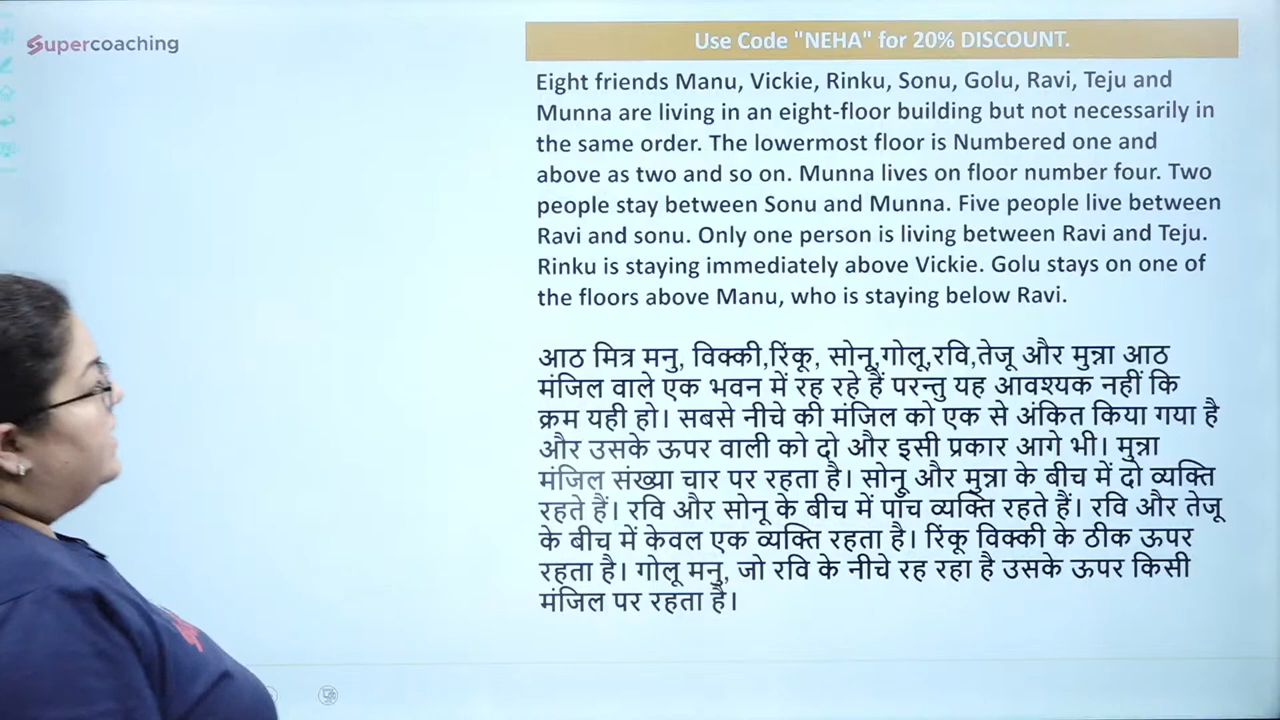 Supercoaching
Use Code "NEHA" for 20% DISCOUNT.
Eight friends Manu, Vickie, Rinku, Sonu, Golu, Ravi, Teju and
Munna are living in an eight-floor building but not necessarily in
the same order. The lowermost floor is Numbered one and
above as two and so on. Munna lives on floor number four. Two
people stay between Sonu and Munna. Five people live between
Ravi and sonu. Only one person is living between Ravi and Teju.
Rinku is staying immediately above Vickie. Golu stays on one of
the floors above Manu, who is staying below Ravi.
आठ मित्र मनु, विक्की,रिंकू, सोनू,गोलू,रवि,तेजू और मुन्ना आठ
मंजिल वाले एक भवन में रह रहे हैं परन्तु यह आवश्यक नहीं कि
क्रम यही हो। सबसे नीचे की मंजिल को एक से अंकित किया गया है
और उसके ऊपर वाली को दो और इसी प्रकार आगे भी। मुन्ना
मंजिल संख्या चार पर रहता है। सोनू और मुन्ना के बीच में दो व्यक्ति
रहते हैं। रवि और सोनू के बीच में पाँच व्यक्ति रहते हैं। रवि और तेजू
के बीच में केवल एक व्यक्ति रहता है। रिंकू विक्की के ठीक ऊपर
रहता है। गोलू मनु, जो रवि के नीचे रह रहा है उसके ऊपर किसी
मंजिल पर रहता है।